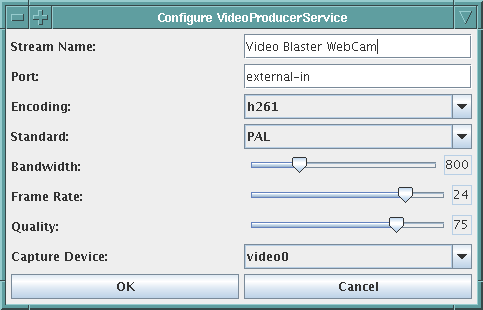 Configure VideoProducerService
Stream Name: Video Blaster WebCam
Port: external-in
Encoding: h261
Standard: PAL
Bandwidth: 800
Frame Rate: 24
Quality: 75
Capture Device: video0
OK Cancel